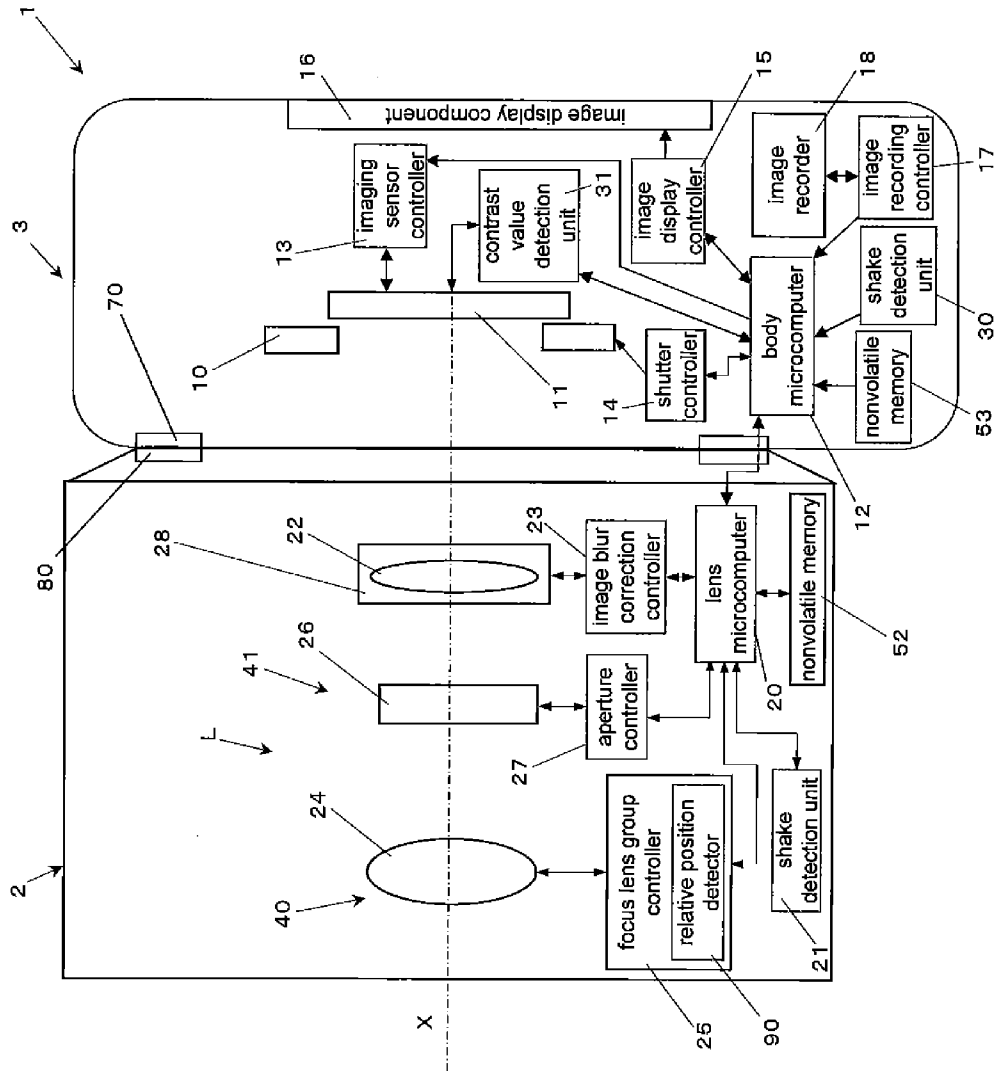 1
3
16
image display component
15
18
70
13
imaging
sensor
controller
31
contrast
value
detection
unit
image
display
controller
image
recorder
image
recording
controller
17
10
11
14
shutter
controller
body
microcomputer
shake
detection unit
30
nonvolatile
memory
53
12
80
28
22
23
image blur
correction
controller
lens
microcomputer
20
nonvolatile memory
52
41
26
L
aperture
controller
27
2
24
40
focus lens group
controller
relative position
detector
25
90
shake
detection unit
21
X